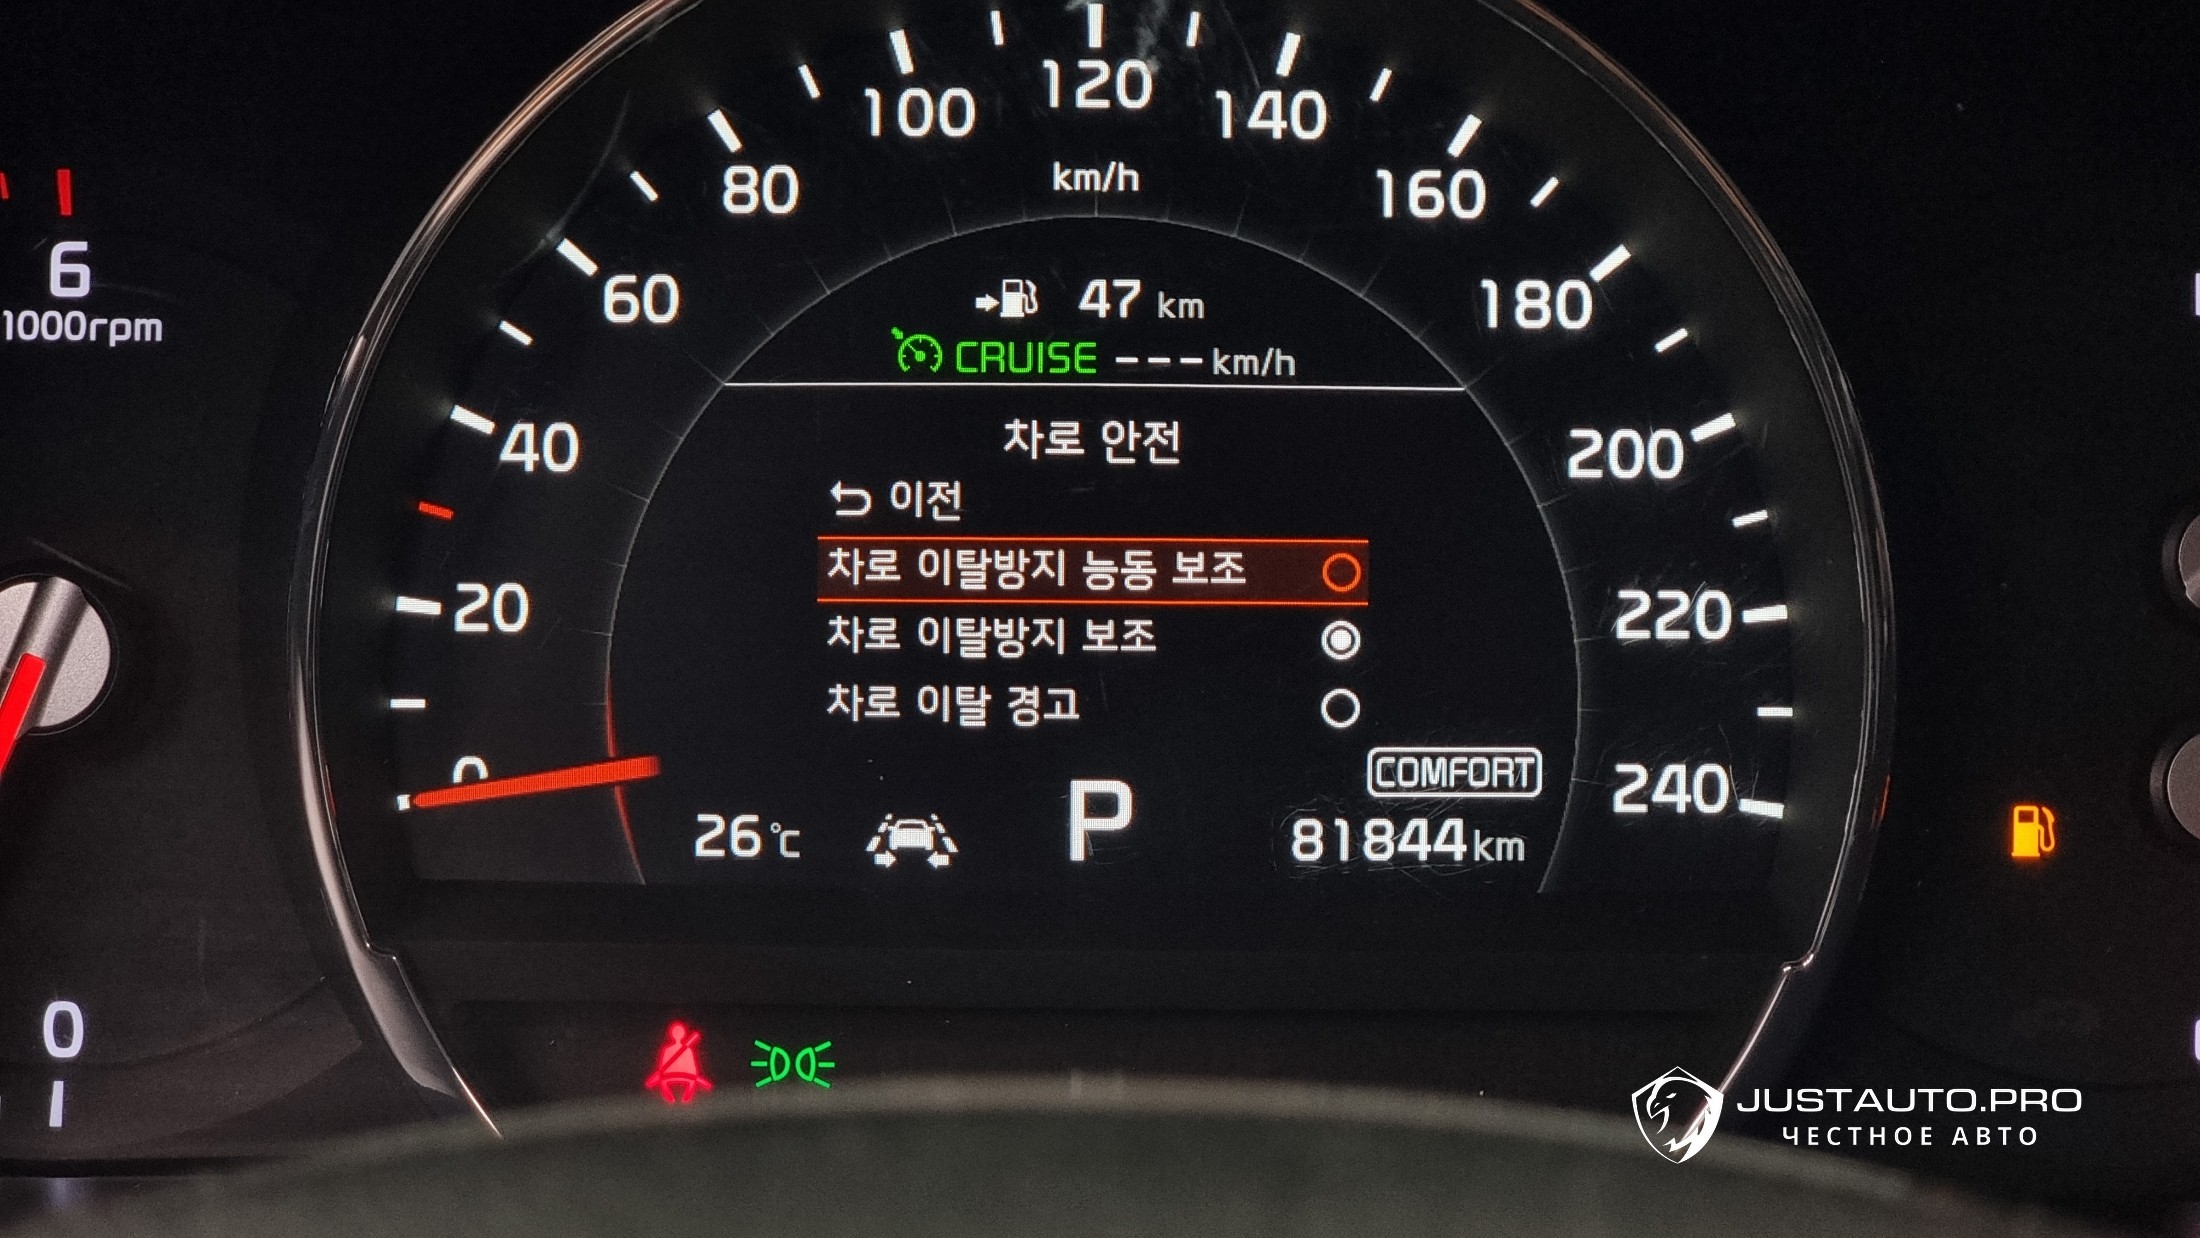 120
100
140
80
160
km/h
60
180
6
1000rpm
47 km
CRUISE ---km/h
40
차로 안전
200
이전
차로 이탈방지 능동 보조
20
차로 이탈방지 보조
220
차로 이탈 경고
0
COMFORT
240
26℃
P
81844km
0
JUSTAUTO.PRO
ЧЕСТНОЕ АВТО